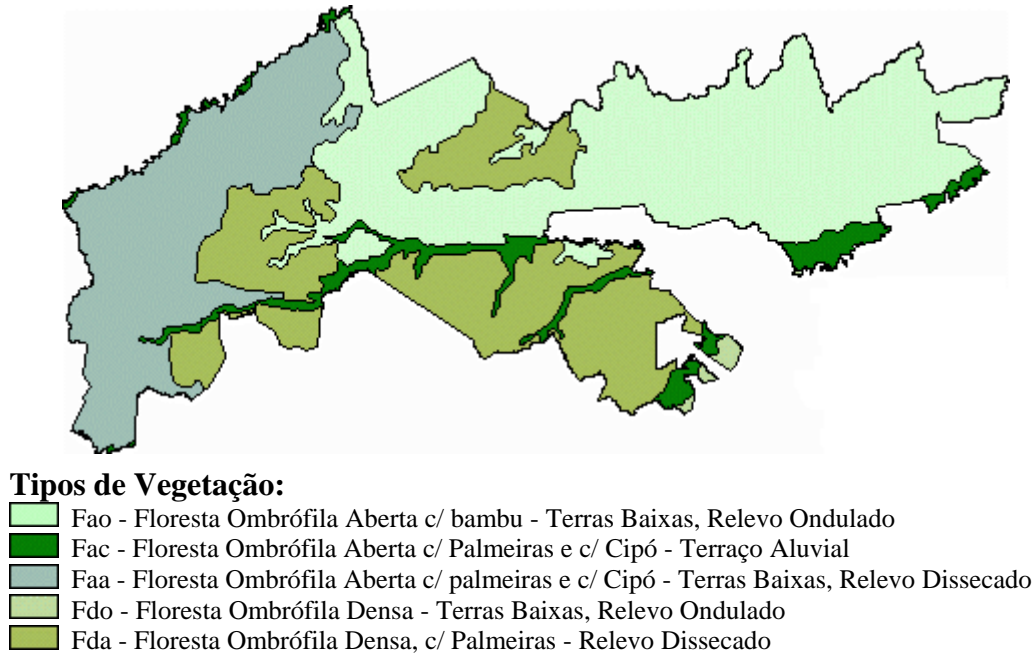 Tipos de Vegetação:
Fao - Floresta Ombrófila Aberta c/ bambu - Terras Baixas, Relevo Ondulado
Fac - Floresta Ombrófila Aberta c/ Palmeiras e c/ Cipó - Terraço Aluvial
Faa - Floresta Ombrófila Aberta c/ palmeiras e c/ Cipó - Terras Baixas, Relevo Dissecado
Fdo - Floresta Ombrófila Densa - Terras Baixas, Relevo Ondulado
Fda - Floresta Ombrófila Densa, c/ Palmeiras - Relevo Dissecado